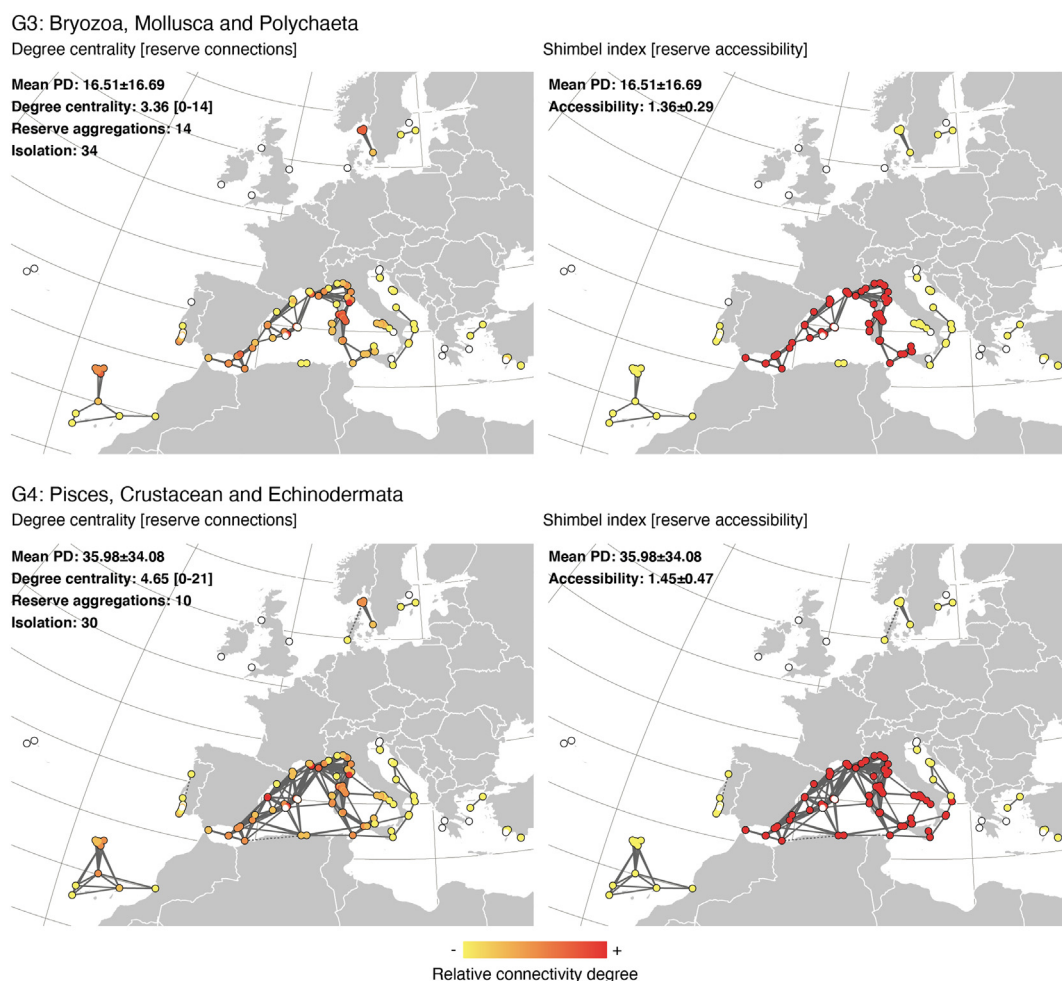 G3: Bryozoa, Mollusca and Polychaeta
Degree centrality [reserve connections]
Mean PD: 16.51±16.69
Degree centrality: 3.36 [0-14]
Reserve aggregations: 14
Isolation: 34
Shimbel index [reserve accessibility]
Mean PD: 16.51±16.69
Accessibility: 1.36±0.29
G4: Pisces, Crustacean and Echinodermata
Degree centrality [reserve connections]
Mean PD: 35.98±34.08
Degree centrality: 4.65 [0-21]
Reserve aggregations: 10
Isolation: 30
Shimbel index [reserve accessibility]
Mean PD: 35.98±34.08
Accessibility: 1.45±0.47
- +
Relative connectivity degree